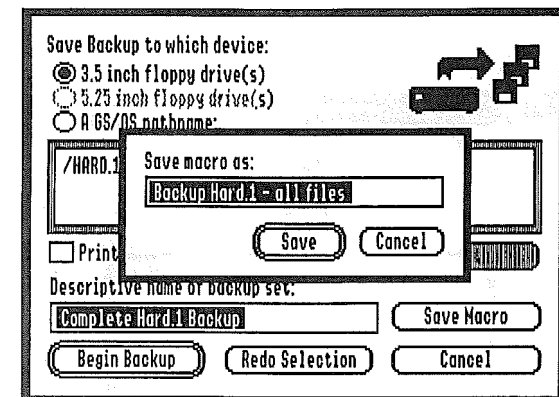 Save Backup to which device:
3.5 inch floppy drive(s)
5.25 inch floppy drive(s)
A GS/OS pathname:
/HARD.1
Save macro as:
Backup Hard.1 - all files
Save
Cancel
Print
Descriptive name of backup set:
Complete Hard.1 Backup
Save Macro
Begin Backup
Redo Selection
Cancel